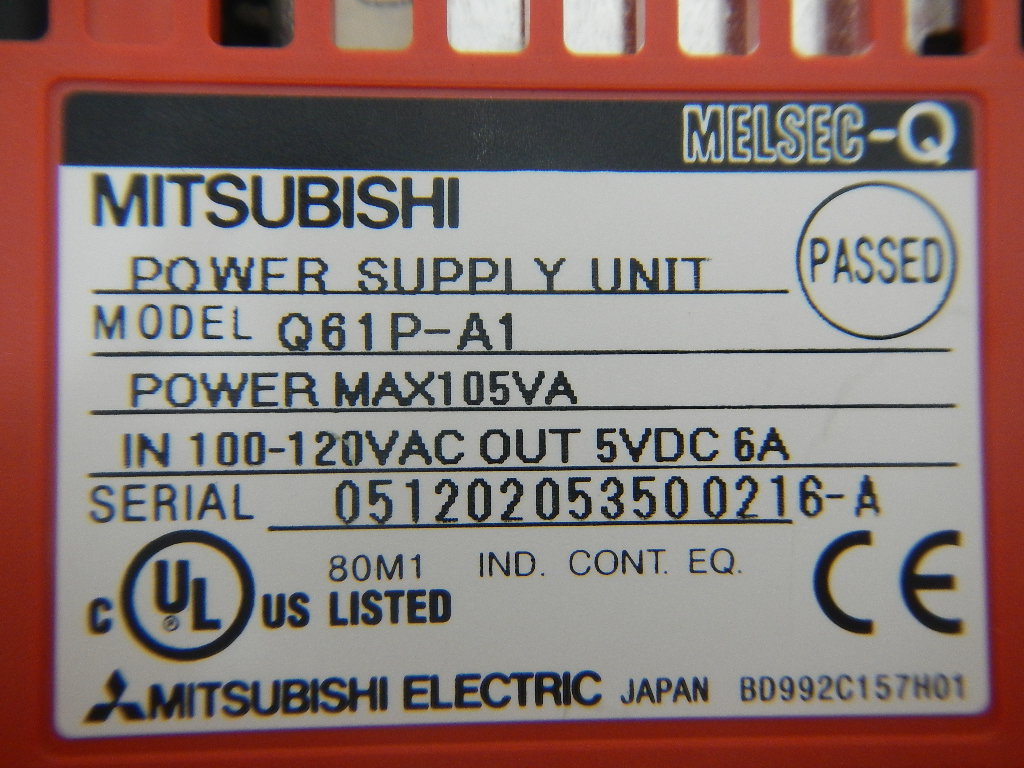 MELSEC-Q
MITSUBISHI
POWER SUPPLY UNIT
PASSED
MODEL Q61P-A1
POWER MAX105VA
IN 100-120VAC OUT 5VDC 6A
SERIAL 051202053500216-A
80M1 IND. CONT. EQ.
C UL ® US LISTED
CE
MITSUBISHI ELECTRIC JAPAN BD992C157H01